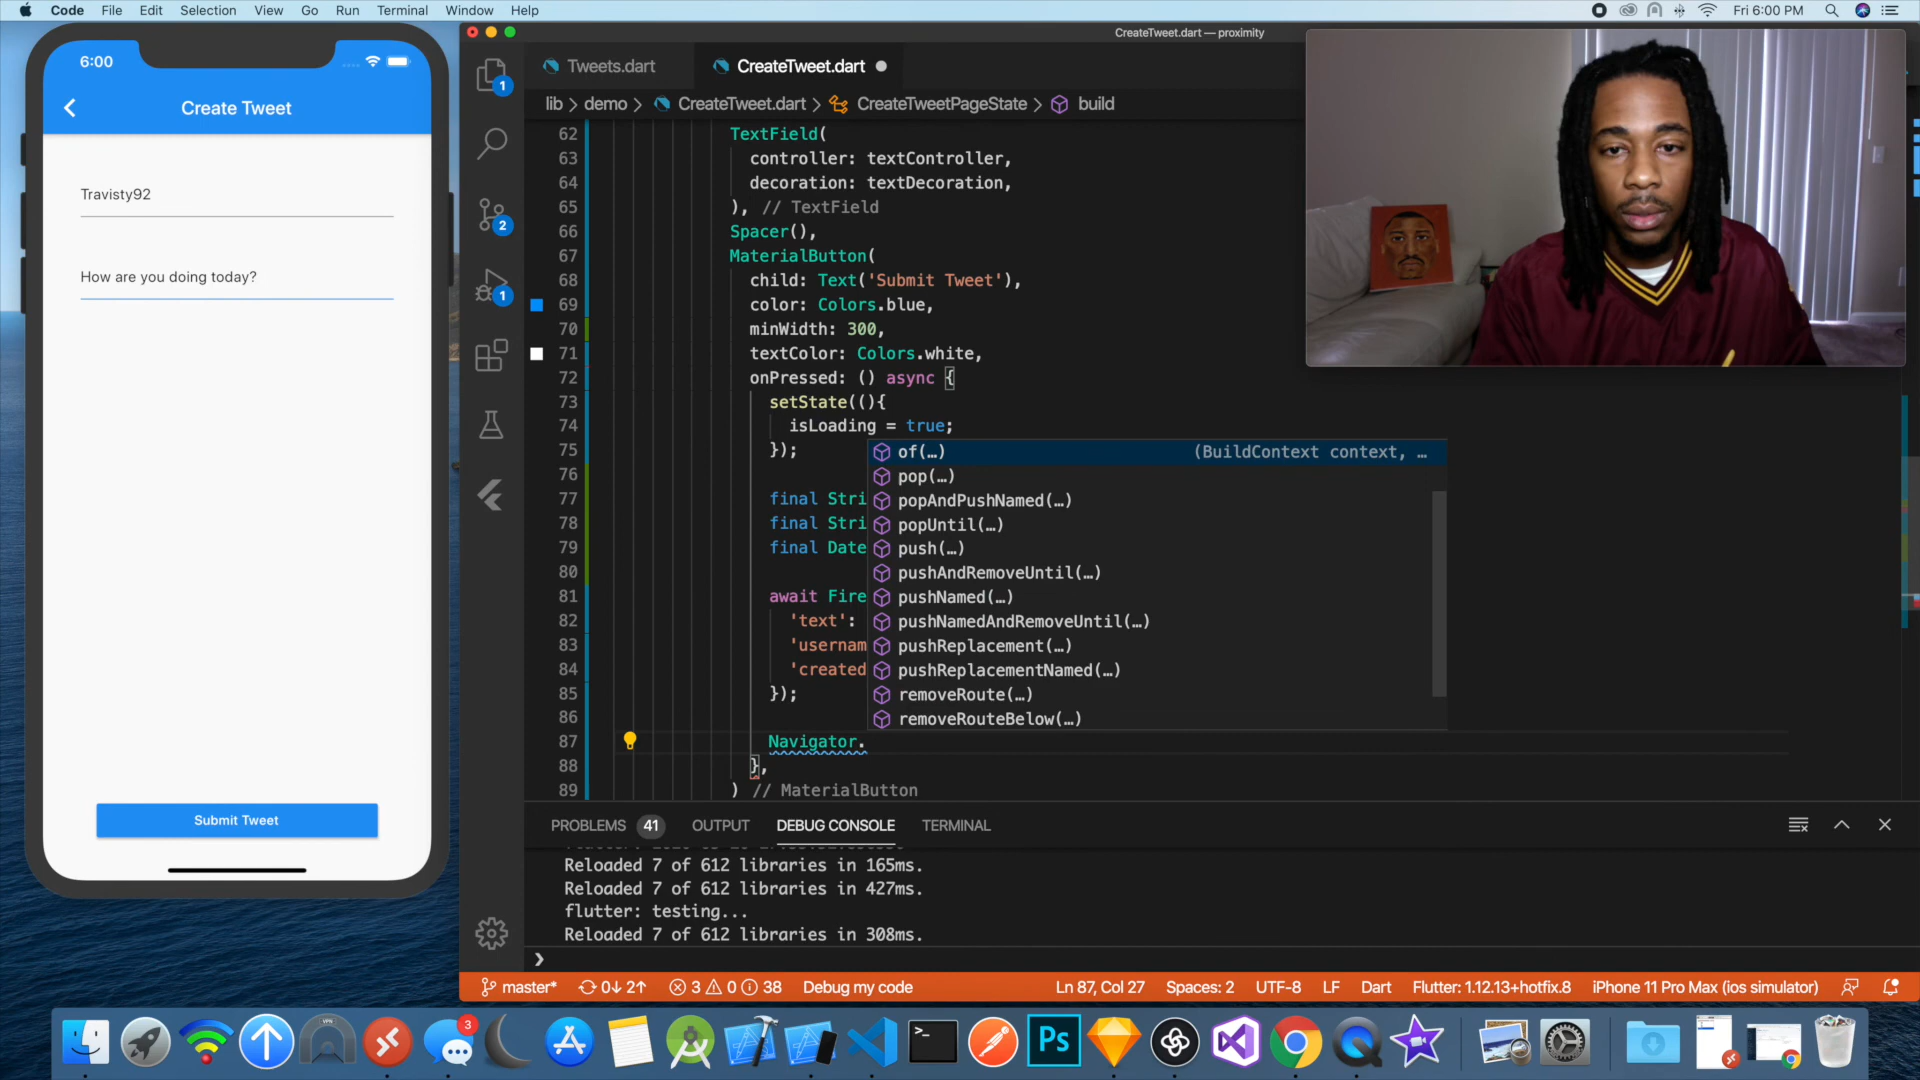 Code File Edit Selection View Go Run Terminal Window Help
Fri 6:00 PM
6:00
Create Tweet
Travisty92
How are you doing today?
Submit Tweet
CreateTweet.dart — proximity
Tweets.dart
CreateTweet.dart
lib > demo > CreateTweet.dart > CreateTweetPageState > build
1
2
1
62 TextField(
63 controller: textController,
64 decoration: textDecoration,
65 ), // TextField
66 Spacer(),
67 MaterialButton(
68 child: Text('Submit Tweet'),
69 color: Colors.blue,
70 minWidth: 300,
71 textColor: Colors.white,
72 onPressed: () async {
73 setState((){
74 isLoading = true;
75 });
76
77 final Stri
78 final Stri
79 final Date
80
81 await Fire
82 'text':
83 'usernam
84 'created
85 });
86
87 Navigator.
88 },
89 ) // MaterialButton
of(…) (BuildContext context, …
pop(…)
popAndPushNamed(…)
popUntil(…)
push(…)
pushAndRemoveUntil(…)
pushNamed(…)
pushNamedAndRemoveUntil(…)
pushReplacement(…)
pushReplacementNamed(…)
removeRoute(…)
removeRouteBelow(…)
PROBLEMS 41 OUTPUT DEBUG CONSOLE TERMINAL
Reloaded 7 of 612 libraries in 165ms.
Reloaded 7 of 612 libraries in 427ms.
flutter: testing...
Reloaded 7 of 612 libraries in 308ms.
master* 0↓ 2↑ 3 0 38 Debug my code
Ln 87, Col 27 Spaces: 2 UTF-8 LF Dart Flutter: 1.12.13+hotfix.8 iPhone 11 Pro Max (ios simulator)
VPN
3
Ps